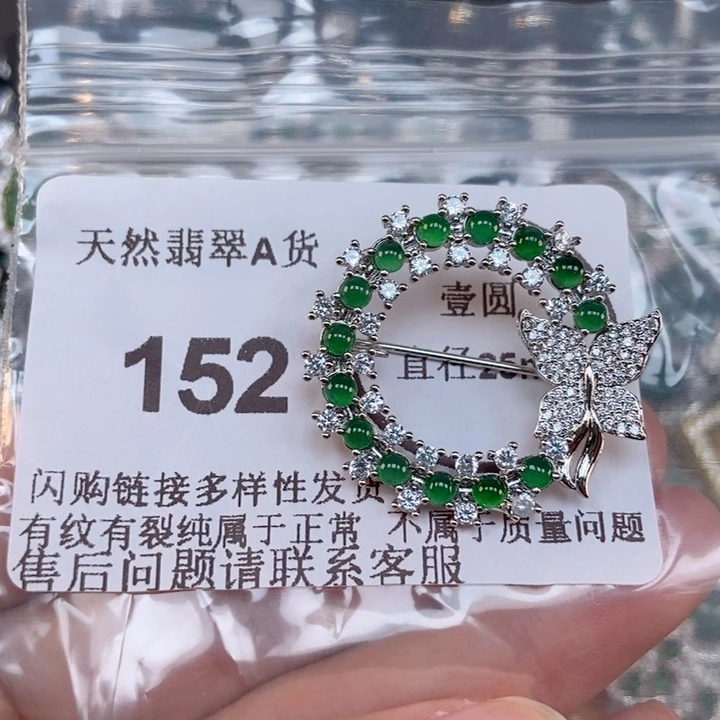 天然翡翠A货
壹圆
152
直径25m
闪购链接多样性发货
有纹有裂纯属于正常 不属于质量问题
售后问题请联系客服